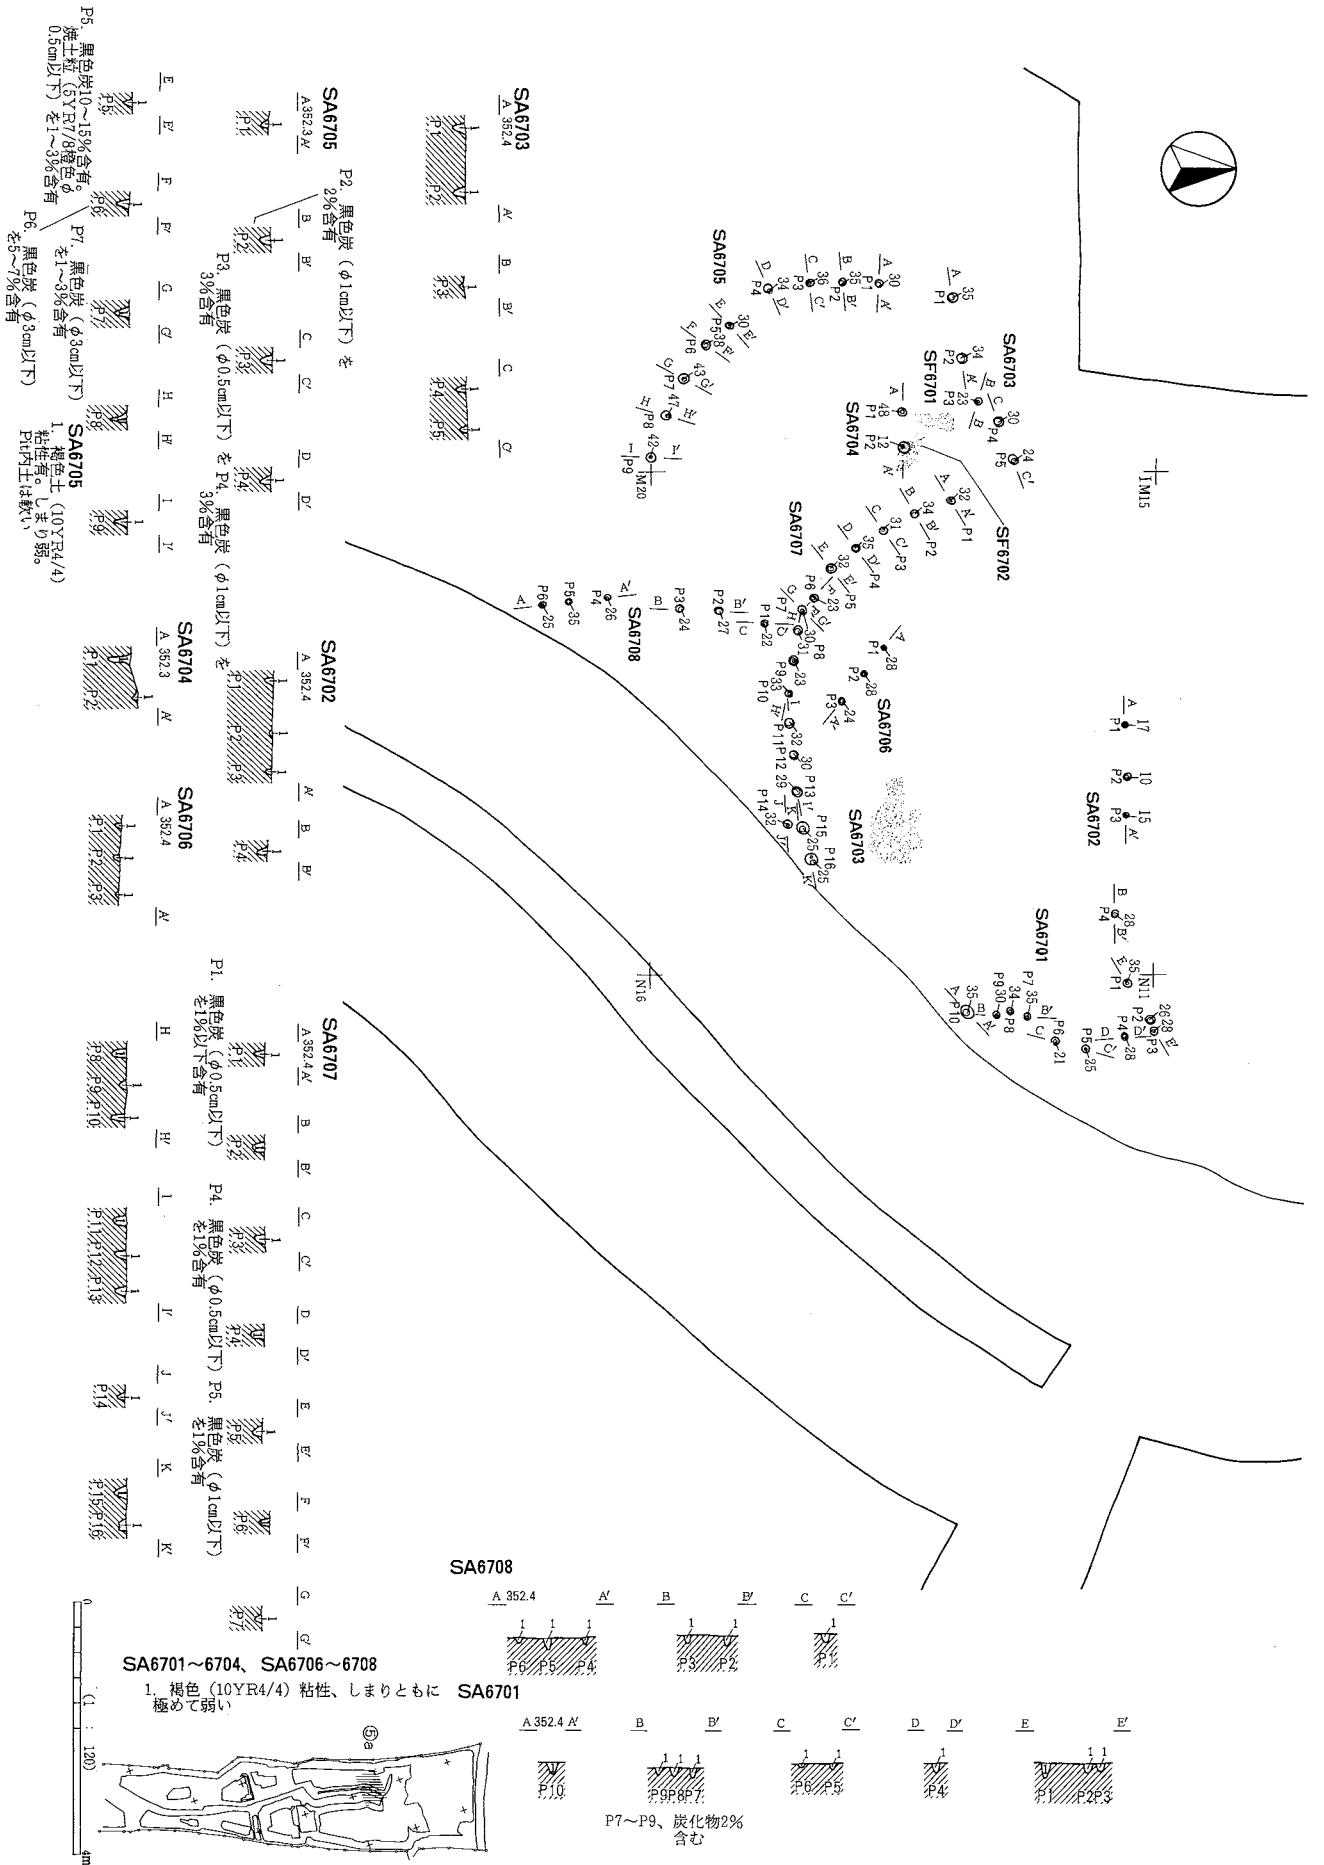 SA6703
A 352.4 A' B B' C C'
P1 P2 P3 P4 P5
SA6705
A 352.3 A' B B' C C' D D'
P1 P2 P3 P4
P2. 黒色炭 (φ1cm以下) を
2%含有
P3. 黒色炭 (φ0.5cm以下) を
3%含有
P4. 黒色炭 (φ1cm以下) を
3%含有
E E' F F' G G' H H' I I'
P5 P6 P7 P8 P9
P5. 黒色炭10~15%含有。
焼土粒 (5YR7/8橙色φ
0.5cm以下) を1~3%含有
P6. 黒色炭 (φ3cm以下)
を5~7%含有
P7. 黒色炭 (φ3cm以下)
を1~3%含有
SA6705
1. 褐色土 (10YR4/4)
粘性有。しまり弱。
Pit内土は軟い
SA6702
A 352.4 A' B B'
P1 P2 P3 P4
SA6704
A 352.3 A'
P1 P2
SA6706
A 352.4 A'
P1 P2 P3
SA6707
A 352.4 A' B B' C C' D D' E E' F F' G G'
P1 P2 P3 P4 P5 P6 P7
P1. 黒色炭 (φ0.5cm以下)
を1%以下含有
P4. 黒色炭 (φ0.5cm以下)
を1%含有
P5. 黒色炭 (φ1cm以下)
を1%含有
H H' I I' J J' K K'
P8 P9 P10 P11 P12 P13 P14 P15 P16
IM15
M20
N11
N16
SA6703
SF6701
SA6704
SF6702
SA6705
SA6707
SA6708
SA6706
SA6703
SA6702
SA6701
SA6708
A 352.4 A' B B' C C'
P6 P5 P4 P3 P2 P1
SA6701~6704、SA6706~6708
1. 褐色 (10YR4/4) 粘性、しまりともに
極めて弱い
SA6701
A 352.4 A' B B' C C' D D' E E'
P10 P9 P8 P7 P6 P5 P4 P1 P2 P3
P7~P9、炭化物2%
含む
⑤a
0 (1 : 120) 4m